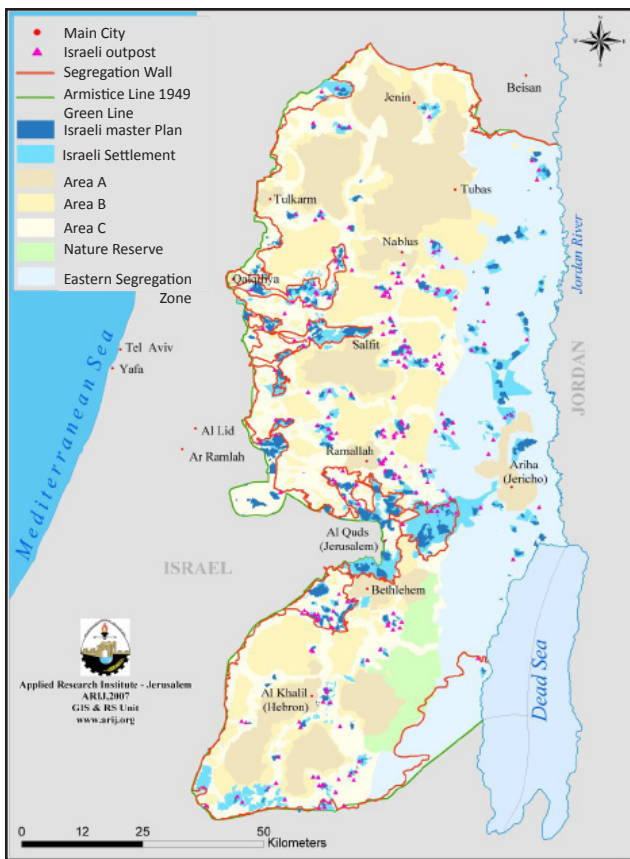 Main City
Israeli outpost
Segregation Wall
Armistice Line 1949
Green Line
Israeli master Plan
Israeli Settlement
Area A
Area B
Area C
Nature Reserve
Eastern Segregation
Zone
Beisan
Jenin
Tulkarm
Tubas
Nablus
Jordan River
Qalqiliya
Mediterranean Sea
Tel Aviv
Yafa
Salfit
JORDAN
Al Lid
Ar Ramlah
Ramallah
Ariha
(Jericho)
Al Quds
(Jerusalem)
ISRAEL
Bethlehem
Dead Sea
Al Khalil
(Hebron)
Applied Research Institute - Jerusalem
ARIJ,2007
GIS & RS Unit
www.arij.org
0 12 25 50
Kilometers